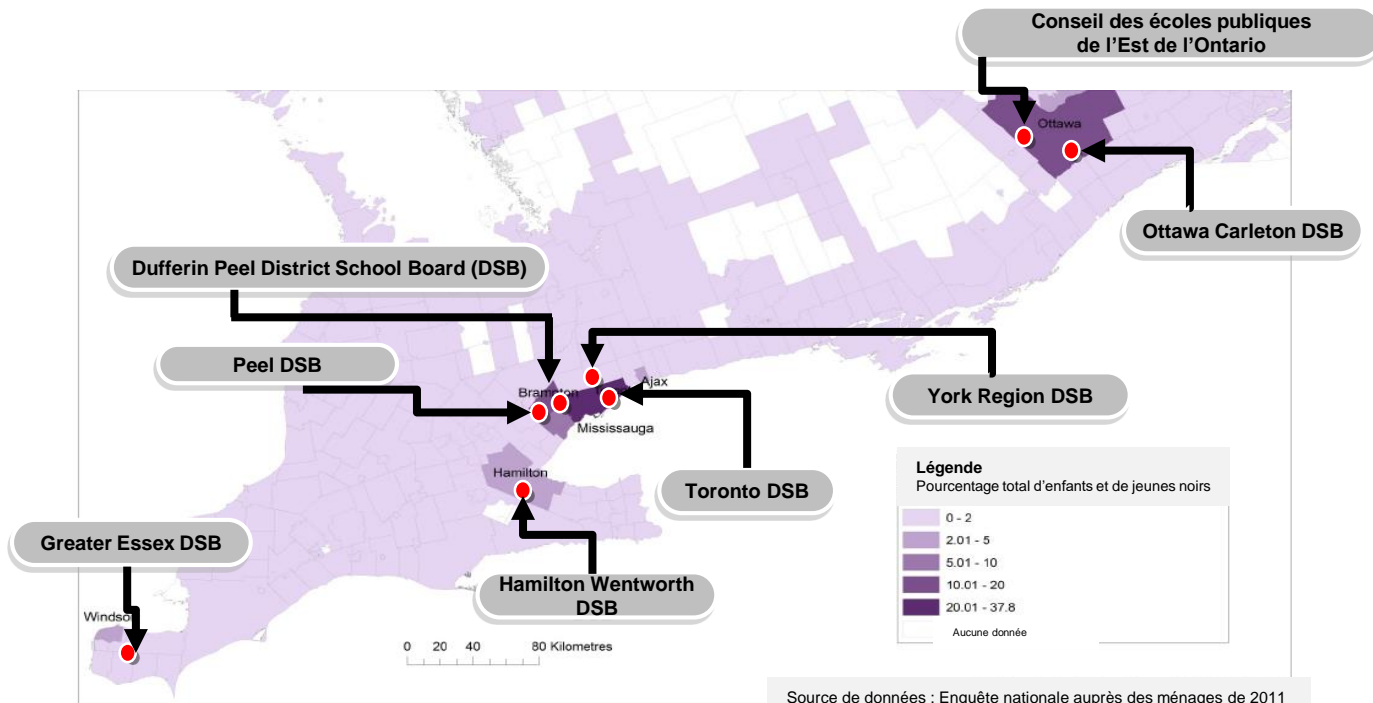 Conseil des écoles publiques
de l'Est de l'Ontario
Ottawa
Ottawa Carleton DSB
Dufferin Peel District School Board (DSB)
Peel DSB
Brampton
Ajax
York Region DSB
Mississauga
Hamilton
Toronto DSB
Légende
Pourcentage total d'enfants et de jeunes noirs
0 - 2
2.01 - 5
5.01 - 10
10.01 - 20
20.01 - 37.8
Aucune donnée
Greater Essex DSB
Hamilton Wentworth
DSB
Windsor
0 20 40 80 Kilometres
Source de données : Enquête nationale auprès des ménages de 2011